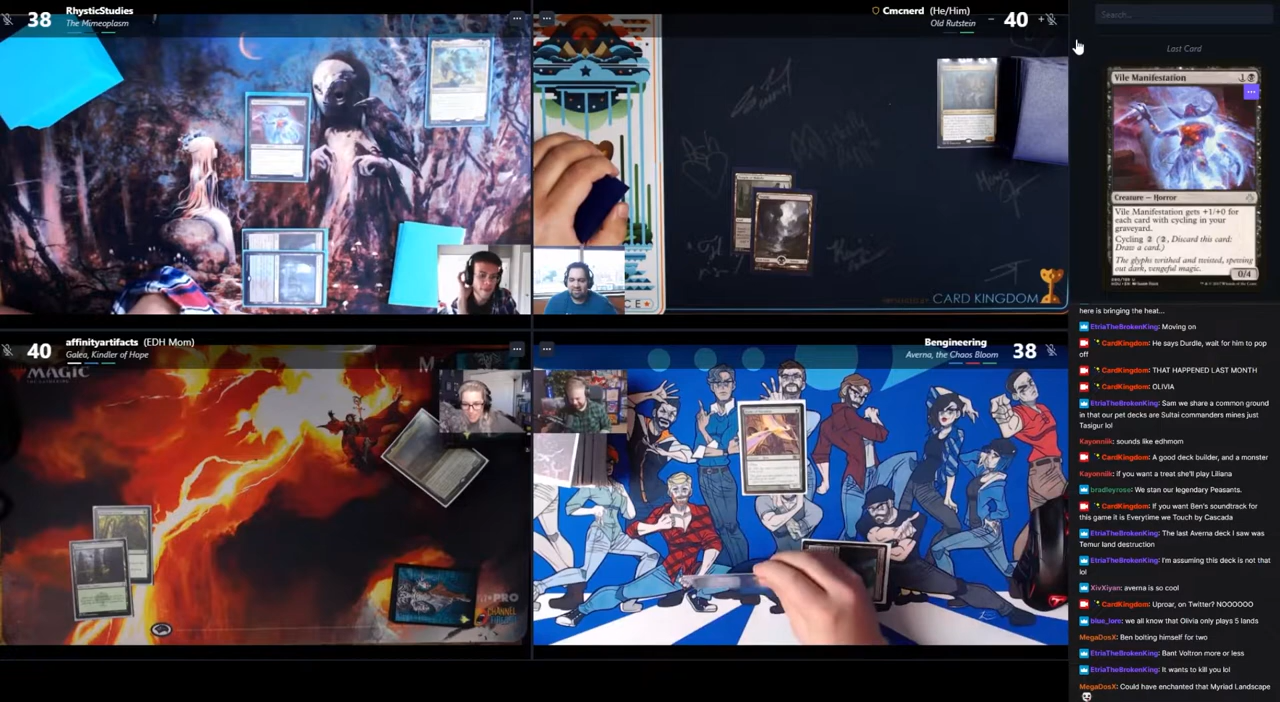 38
RhysticStudies
The Mimeoplasm
Cmcnerd (He/Him)
Old Rutstein
− 40 +
CARD KINGDOM
40
affinityartifacts (EDH Mom)
Galea, Kindler of Hope
MAGIC
CHANNEL
Bengineering
Averna, the Chaos Bloom
38
Search...
Last Card
Vile Manifestation
Creature — Horror
Vile Manifestation gets +1/+0 for
each card with cycling in your
graveyard.
Cycling 2 (2, Discard this card:
Draw a card.)
The glyphs writhed and twisted, spewing
out dark, vengeful magic.
0/4
here is bringing the heat...
EtriaTheBrokenKing: Moving on
CardKingdom: He says Durdle, wait for him to pop
off
CardKingdom: THAT HAPPENED LAST MONTH
CardKingdom: OLIVIA
EtriaTheBrokenKing: Sam we share a common ground
in that our pet decks are Sultai commanders mines just
Tasigur lol
Kayonniik: sounds like edhmom
CardKingdom: A good deck builder, and a monster
Kayonniik: if you want a treat she'll play Liliana
bradleyrose: We stan our legendary Peasants.
CardKingdom: If you want Ben's soundtrack for
this game it is Everytime we Touch by Cascada
EtriaTheBrokenKing: The last Averna deck I saw was
Temur land destruction
EtriaTheBrokenKing: I'm assuming this deck is not that
lol
XivXiyan: averna is so cool
CardKingdom: Uproar, on Twitter? NOOOOOO
blue_loro: we all know that Olivia only plays 5 lands
MegaDosX: Ben bolting himself for two
EtriaTheBrokenKing: Bant Voltron more or less
EtriaTheBrokenKing: It wants to kill you lol
MegaDosX: Could have enchanted that Myriad Landscape